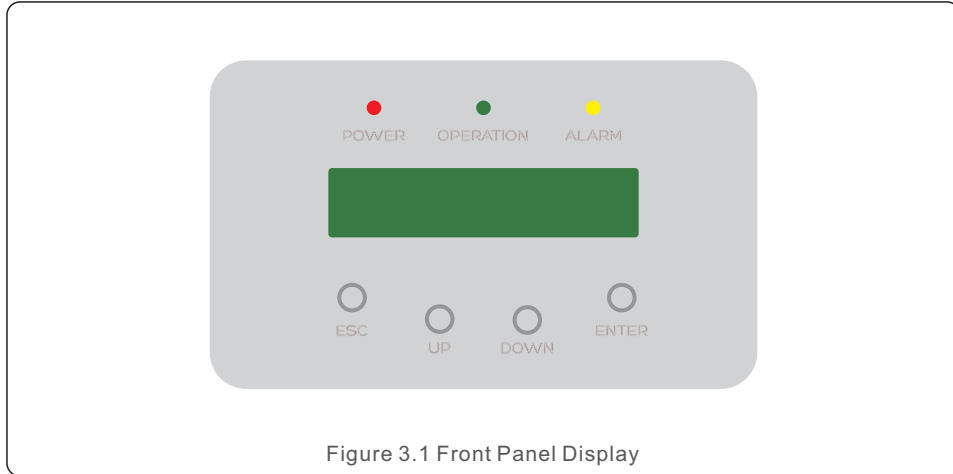 POWER OPERATION ALARM
ESC UP DOWN ENTER
Figure 3.1 Front Panel Display